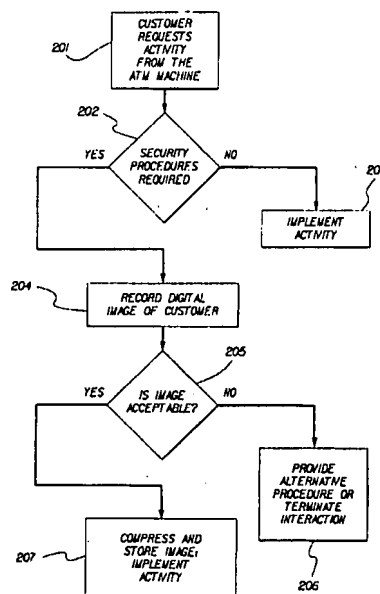 201
CUSTOMER
REQUESTS
ACTIVITY
FROM THE
ATM MACHINE
202
YES
SECURITY
PROCEDURES
REQUIRED
NO
20
IMPLEMENT
ACTIVITY
204
RECORD DIGITAL
IMAGE OF CUSTOMER
205
YES
IS IMAGE
ACCEPTABLE?
NO
PROVIDE
ALTERNATIVE
PROCEDURE OR
TERMINATE
INTERACTION
206
207
COMPRESS AND
STORE IMAGE;
IMPLEMENT
ACTIVITY